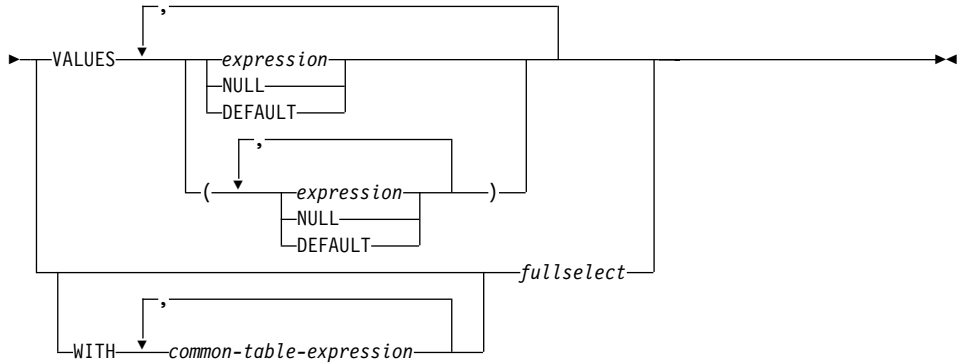 ,
VALUES expression
NULL
DEFAULT
,
( expression )
NULL
DEFAULT
fullselect
,
WITH common-table-expression